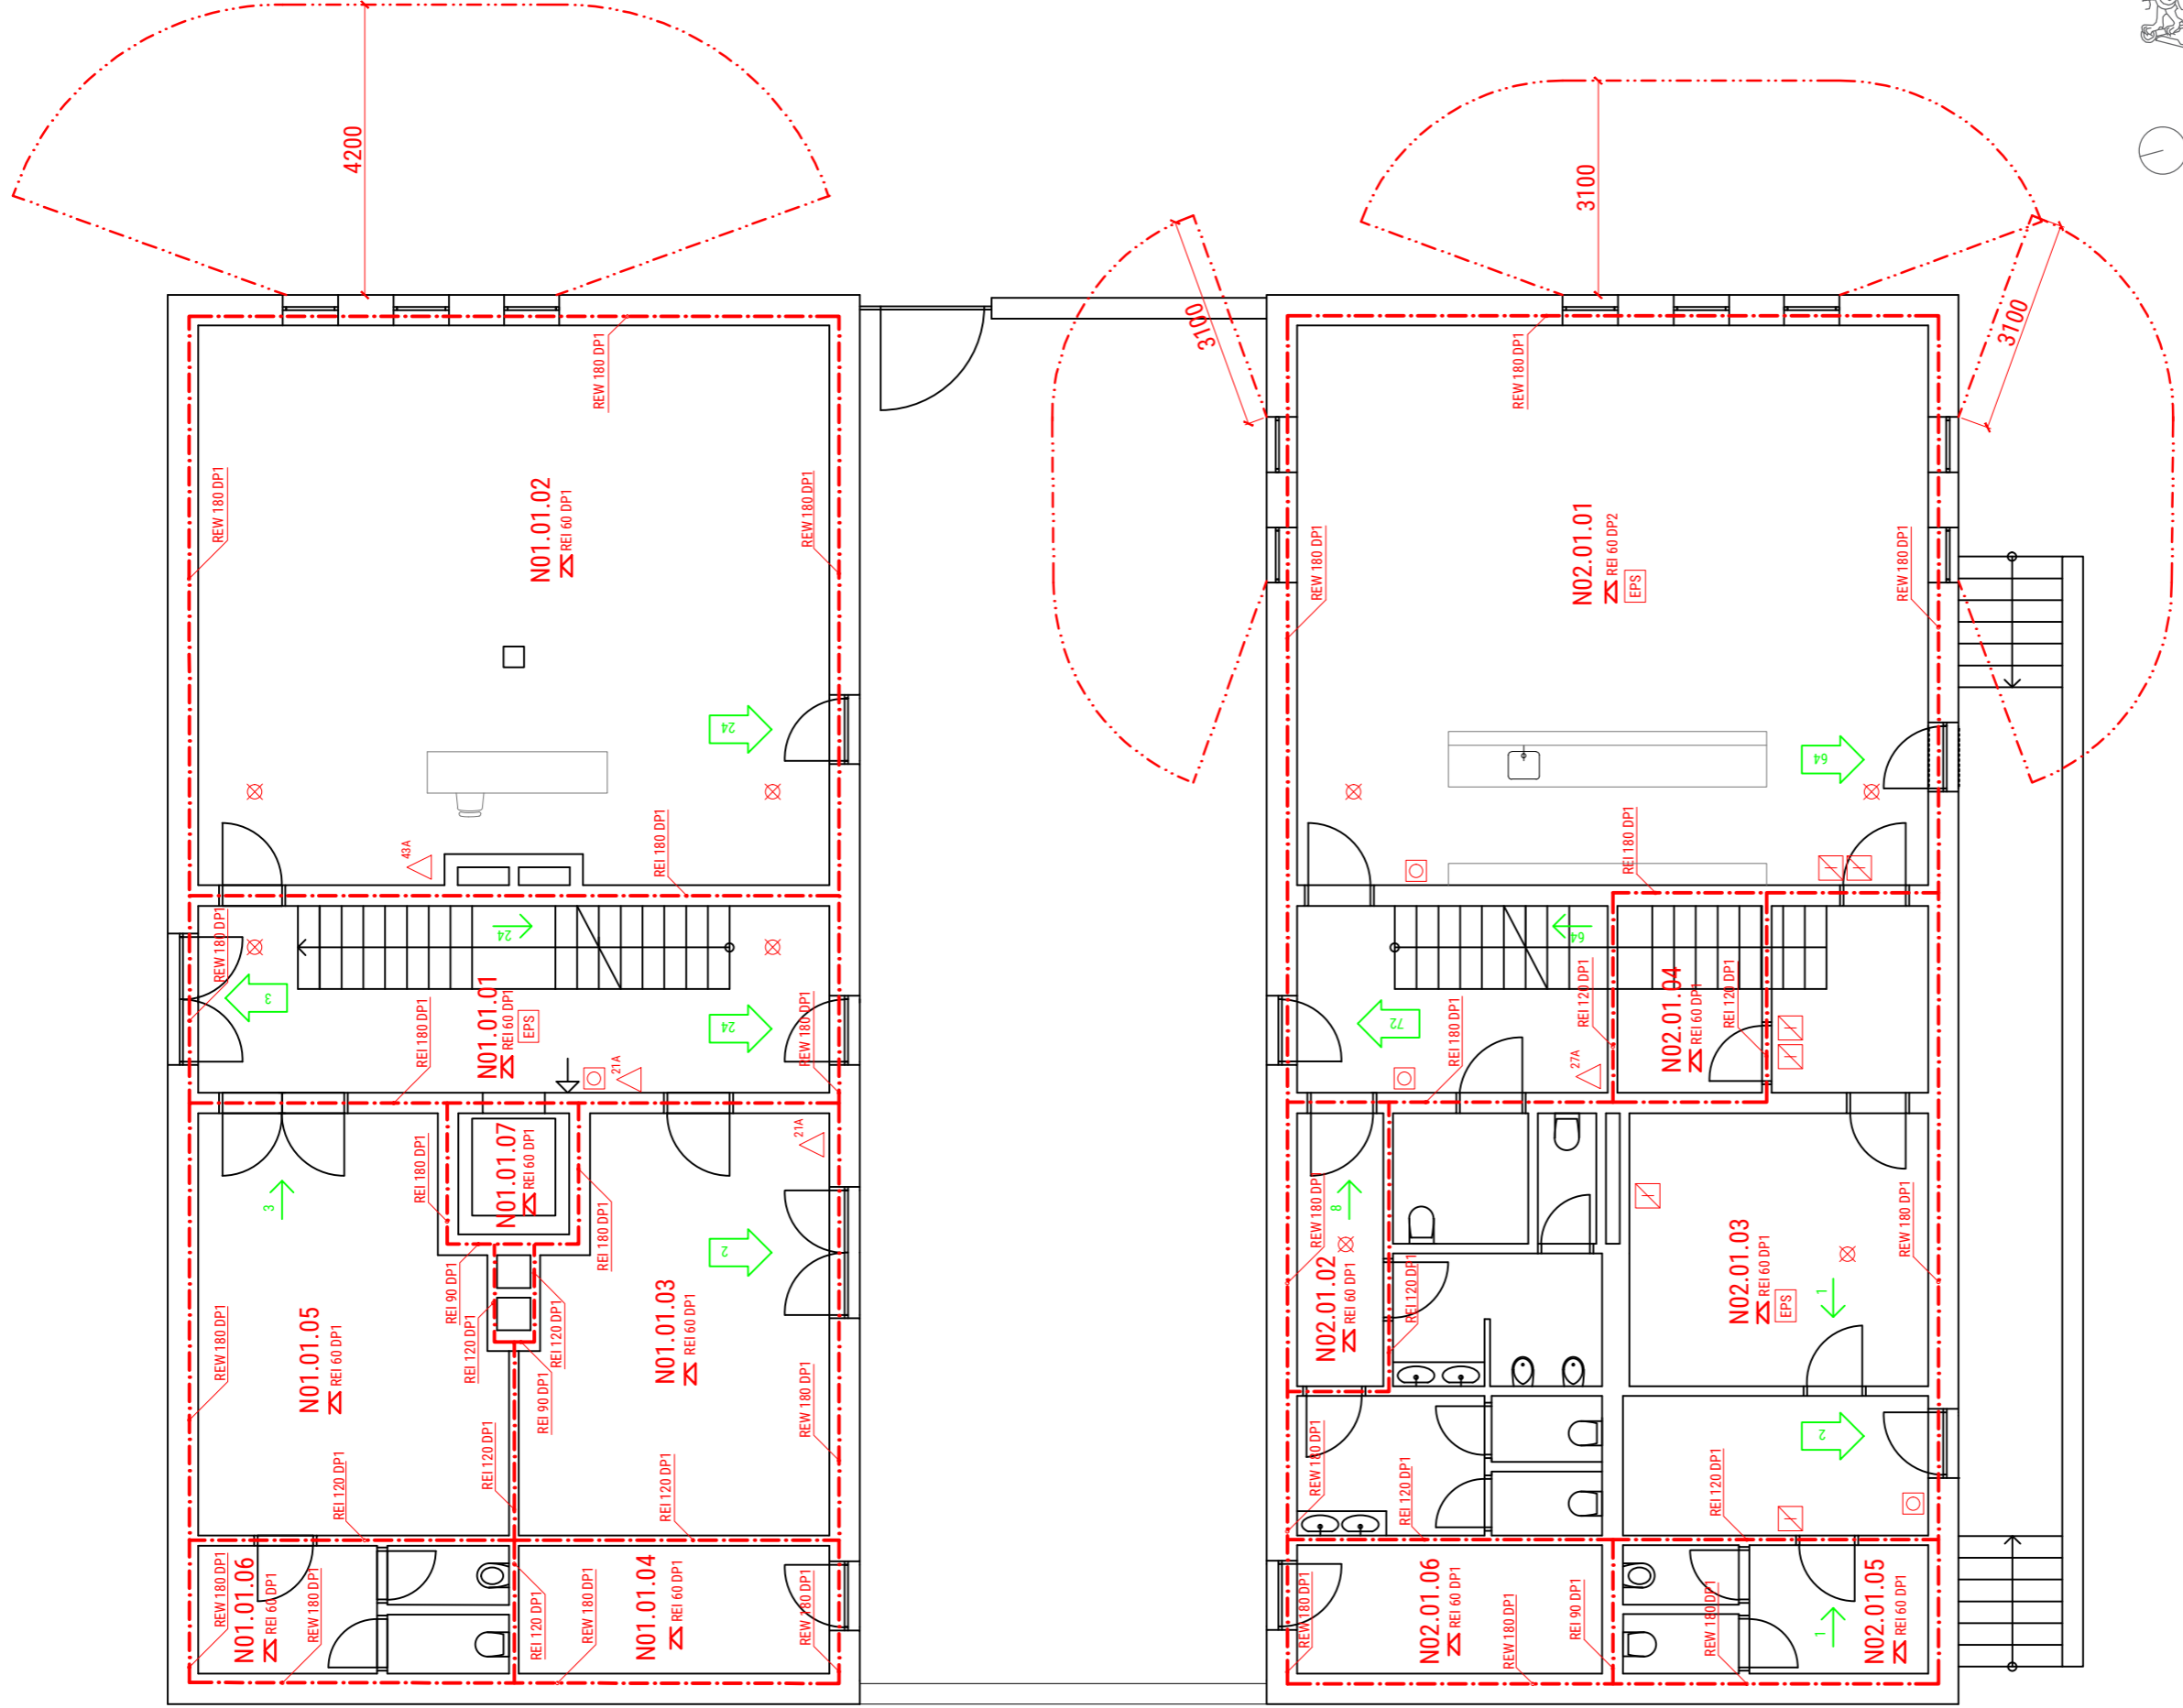 4200
3100
3100
3100
REW 180 DP1
REW 180 DP1
REW 180 DP1
N01.01.02
REI 60 DP1
24
43A
REI 180 DP1
REW 180 DP1
24
3
N01.01.01
REI 60 DP1
EPS
24
REI 180 DP1
REW 180 DP1
21A
21A
3
REI 180 DP1
N01.01.07
REI 60 DP1
REI 180 DP1
2
REI 90 DP1
REI 120 DP1
REI 120 DP1
REI 90 DP1
REW 180 DP1
N01.01.05
REI 60 DP1
N01.01.03
REI 60 DP1
REW 180 DP1
REI 120 DP1
REI 120 DP1
REI 120 DP1
REW 180 DP1
N01.01.06
REI 60 DP1
REW 180 DP1
REI 120 DP1
REW 180 DP1
N01.01.04
REI 60 DP1
REW 180 DP1
REW 180 DP1
REW 180 DP1
N02.01.01
REI 60 DP2
EPS
REW 180 DP1
64
REI 180 DP1
64
72
REI 180 DP1
27A
REI 120 DP1
N02.01.04
REI 60 DP1
REI 120 DP1
REW 180 DP1
8
N02.01.02
REI 60 DP1
REI 120 DP1
N02.01.03
REI 60 DP1
EPS
1
REW 180 DP1
REW 180 DP1
REI 120 DP1
REI 120 DP1
2
REW 180 DP1
N02.01.06
REI 60 DP1
REW 180 DP1
REI 90 DP1
REW 180 DP1
1
N02.01.05
REI 60 DP1